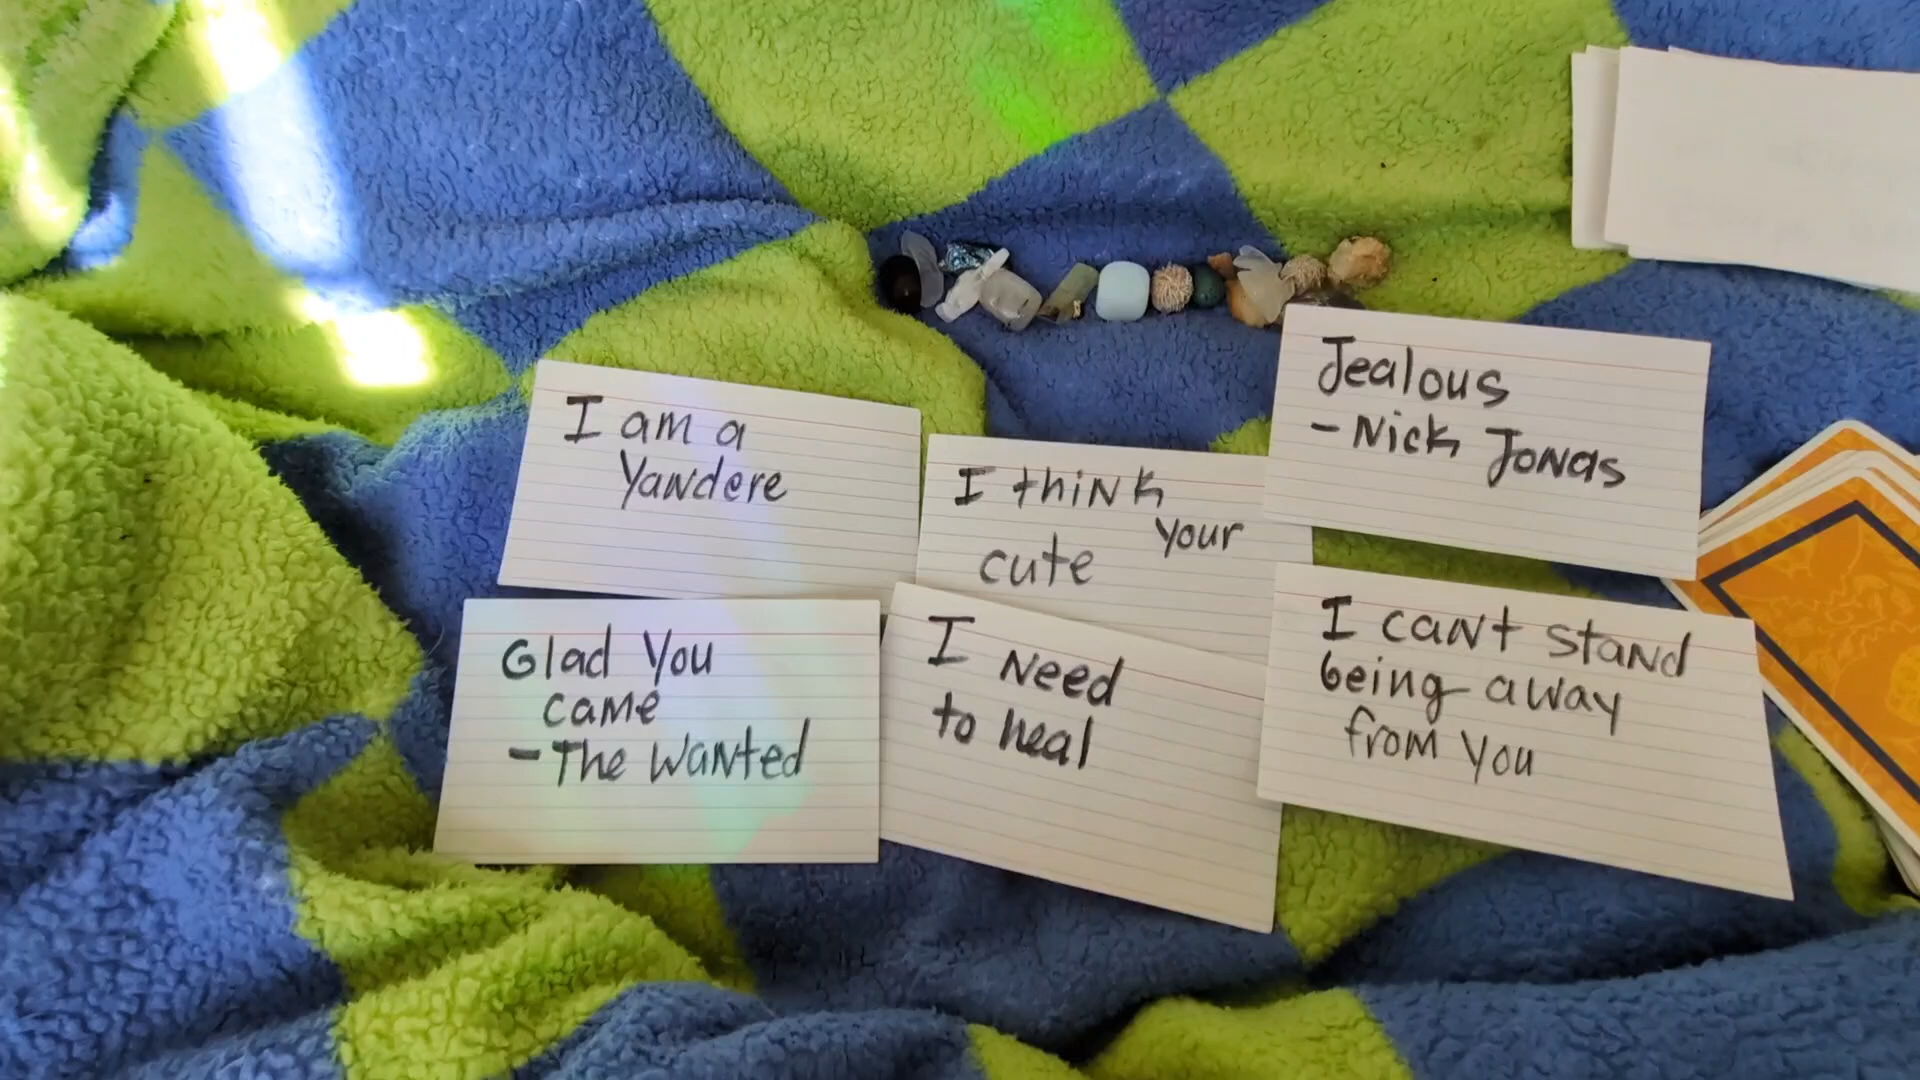 I am a
Yandere
I think
your
cute
Jealous
- Nick Jonas
Glad You
came
- The Wanted
I Need
to heal
I can't stand
being away
from you